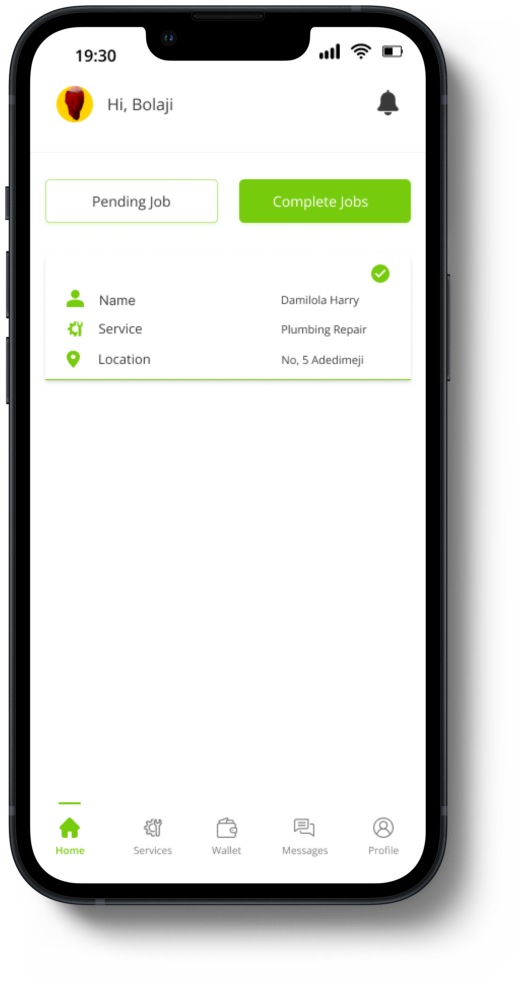 19:30
Hi, Bolaji
Pending Job
Complete Jobs
Name
Damilola Harry
Service
Plumbing Repair
Location
No, 5 Adedimeji
Home
Services
Wallet
Messages
Profile